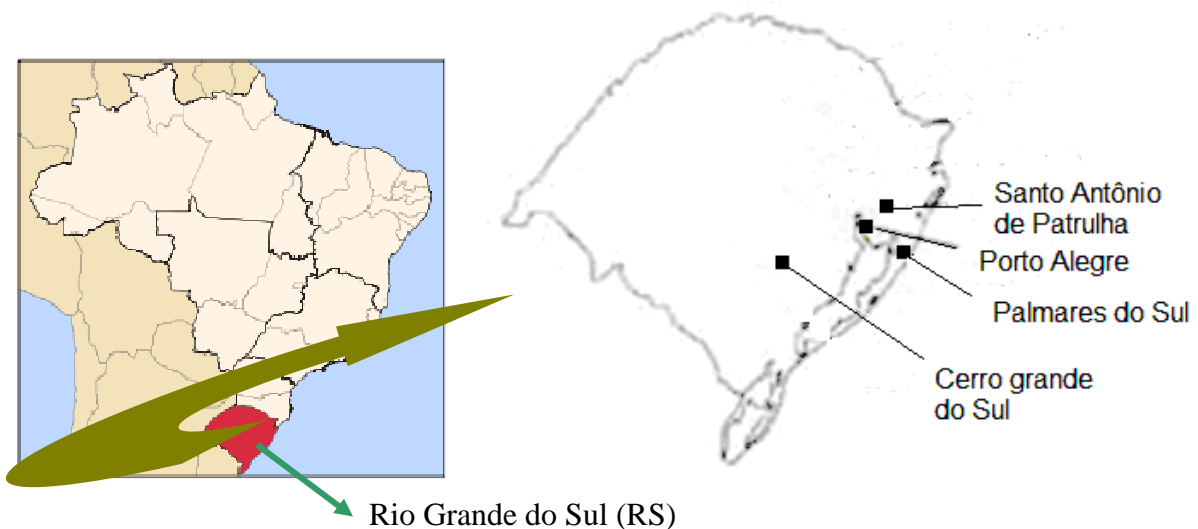 Santo Antônio
de Patrulha
Porto Alegre
Palmares do Sul
Cerro grande
do Sul
Rio Grande do Sul (RS)